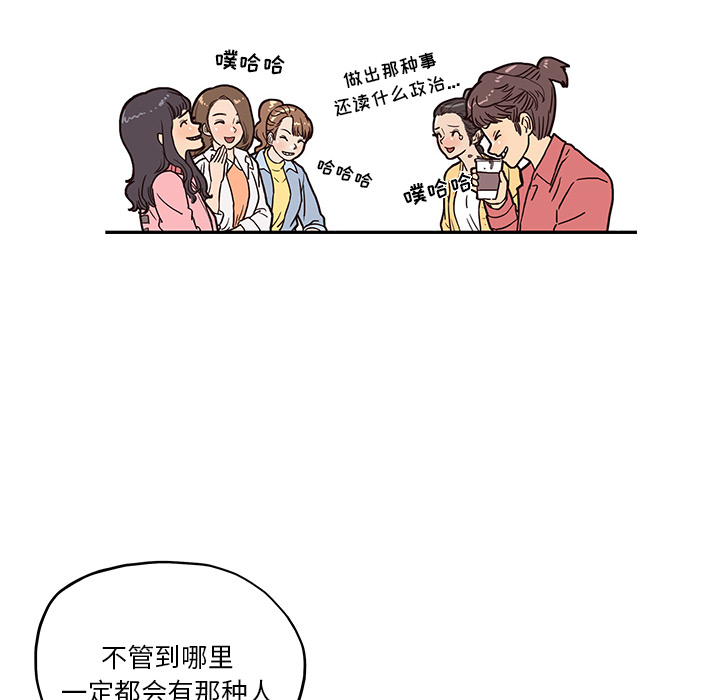 噗哈哈
做出那种事
还读什么政治...
哈哈哈
噗哈哈
不管到哪里
一定都会有那种人